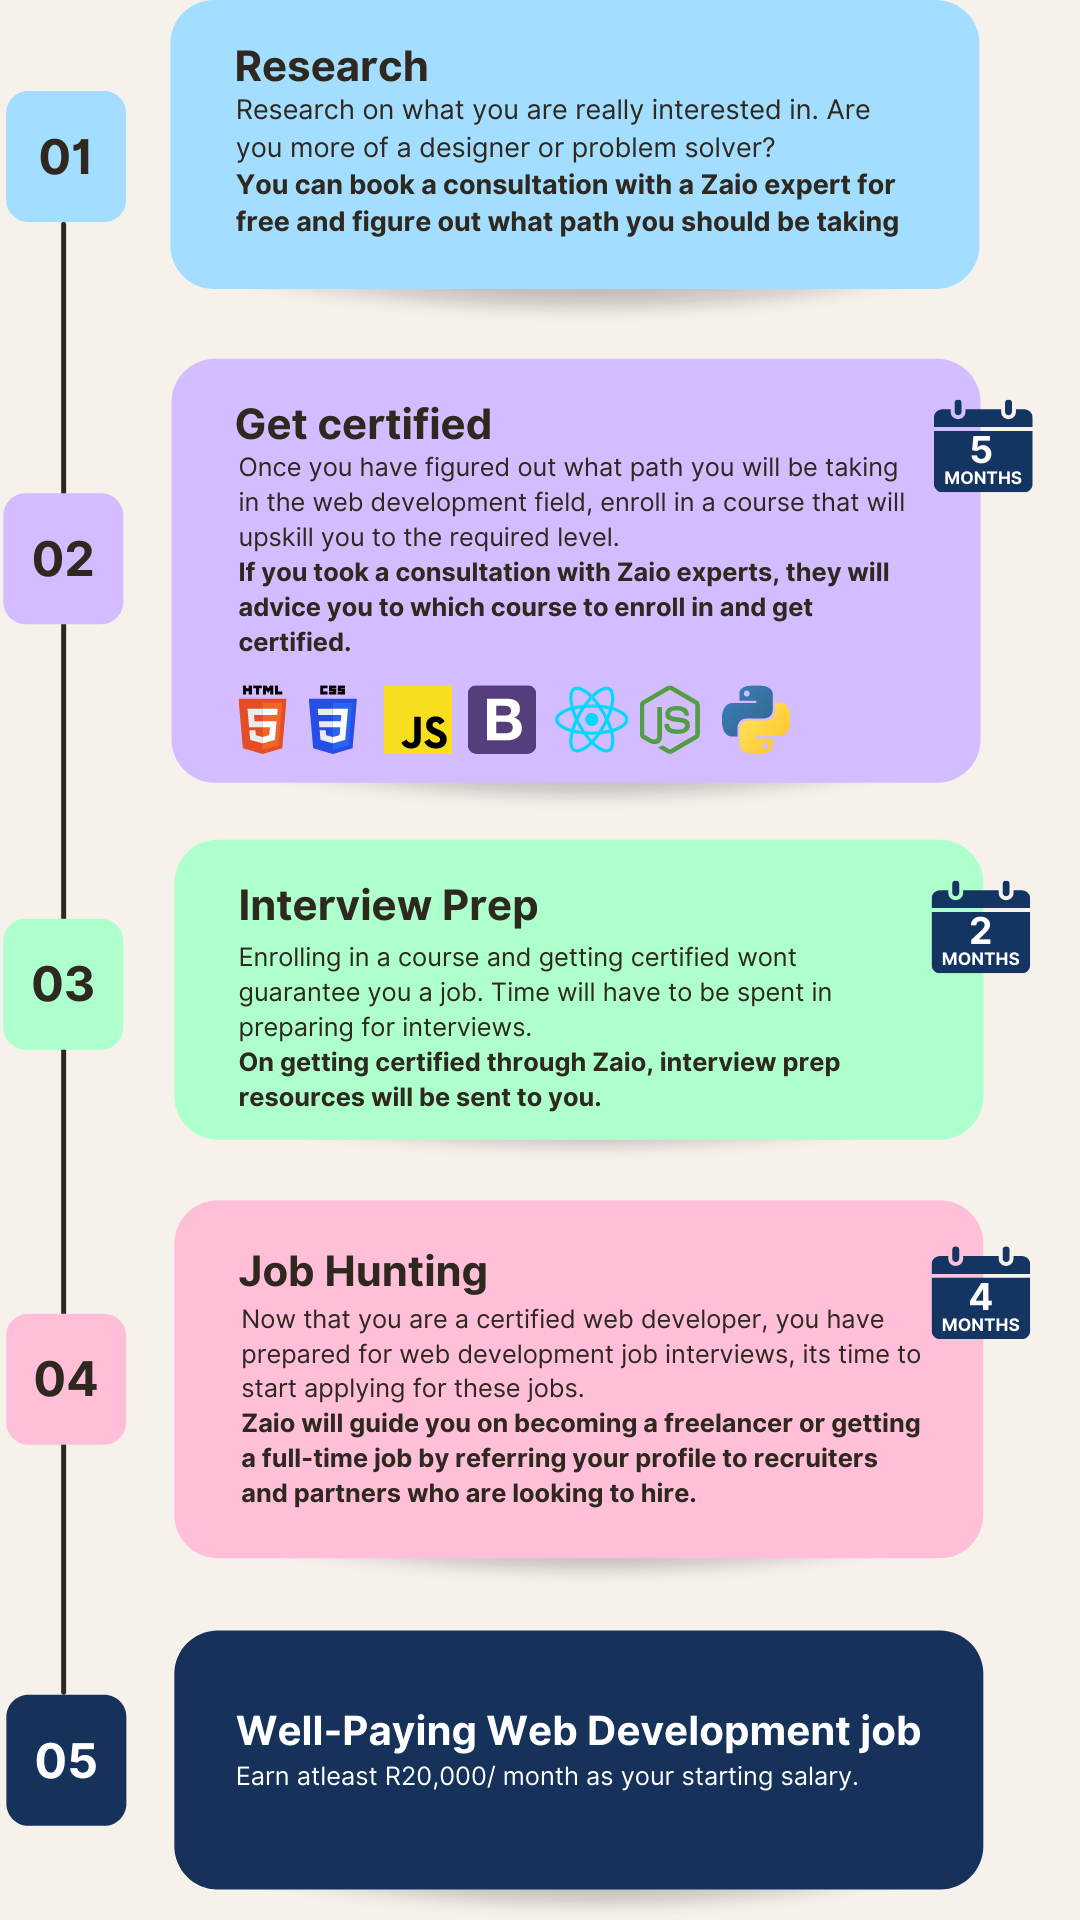 01
Research
Research on what you are really interested in. Are
you more of a designer or problem solver?
You can book a consultation with a Zaio expert for
free and figure out what path you should be taking
02
Get certified
5
MONTHS
Once you have figured out what path you will be taking
in the web development field, enroll in a course that will
upskill you to the required level.
If you took a consultation with Zaio experts, they will
advice you to which course to enroll in and get
certified.
HTML
5
CSS
3
JS
B
JS
03
Interview Prep
2
MONTHS
Enrolling in a course and getting certified wont
guarantee you a job. Time will have to be spent in
preparing for interviews.
On getting certified through Zaio, interview prep
resources will be sent to you.
04
Job Hunting
4
MONTHS
Now that you are a certified web developer, you have
prepared for web development job interviews, its time to
start applying for these jobs.
Zaio will guide you on becoming a freelancer or getting
a full-time job by referring your profile to recruiters
and partners who are looking to hire.
05
Well-Paying Web Development job
Earn atleast R20,000/ month as your starting salary.